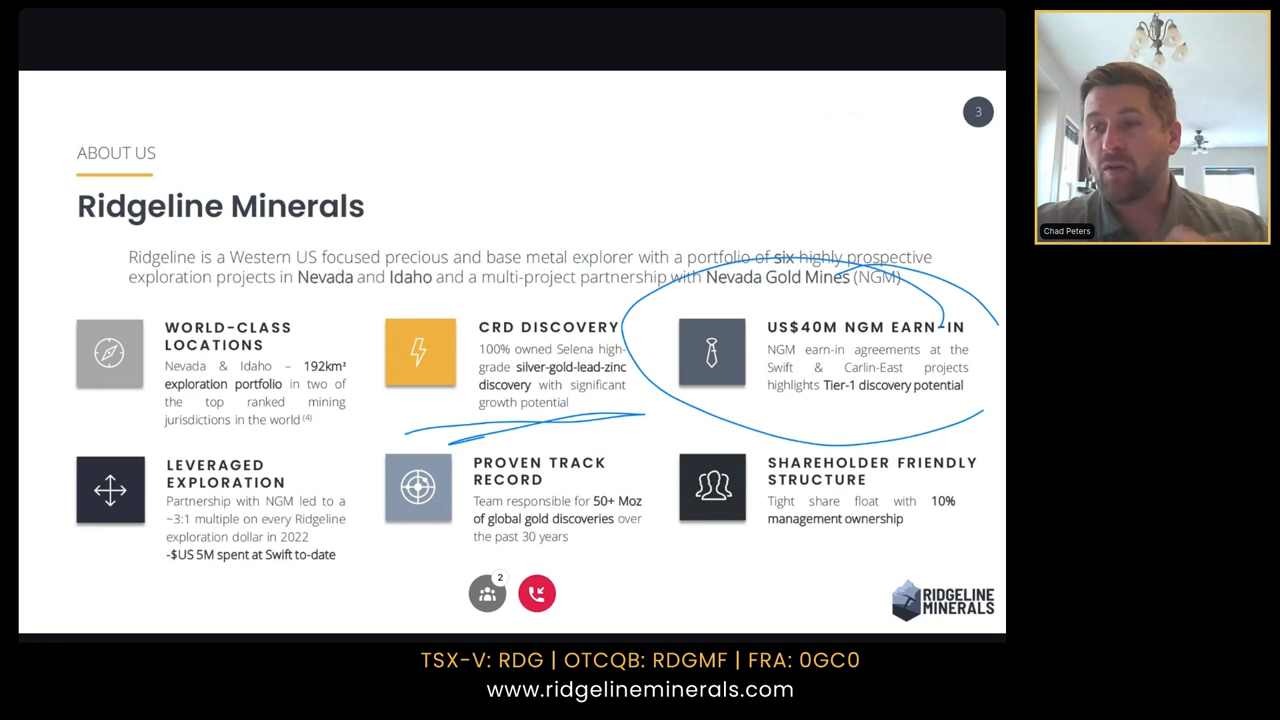 3
ABOUT US
Ridgeline Minerals
Ridgeline is a Western US focused precious and base metal explorer with a portfolio of six highly prospective
exploration projects in Nevada and Idaho and a multi-project partnership with Nevada Gold Mines (NGM)
WORLD-CLASS
LOCATIONS
Nevada & Idaho – 192km²
exploration portfolio in two of
the top ranked mining
jurisdictions in the world (4)
CRD DISCOVERY
100% owned Selena high-
grade silver-gold-lead-zinc
discovery with significant
growth potential
US$40M NGM EARN-IN
NGM earn-in agreements at the
Swift & Carlin-East projects
highlights Tier-1 discovery potential
LEVERAGED
EXPLORATION
Partnership with NGM led to a
~3:1 multiple on every Ridgeline
exploration dollar in 2022
-$US 5M spent at Swift to-date
PROVEN TRACK
RECORD
Team responsible for 50+ Moz
of global gold discoveries over
the past 30 years
SHAREHOLDER FRIENDLY
STRUCTURE
Tight share float with 10%
management ownership
2
RIDGELINE
MINERALS
Chad Peters
TSX-V: RDG | OTCQB: RDGMF | FRA: 0GC0
www.ridgelineminerals.com